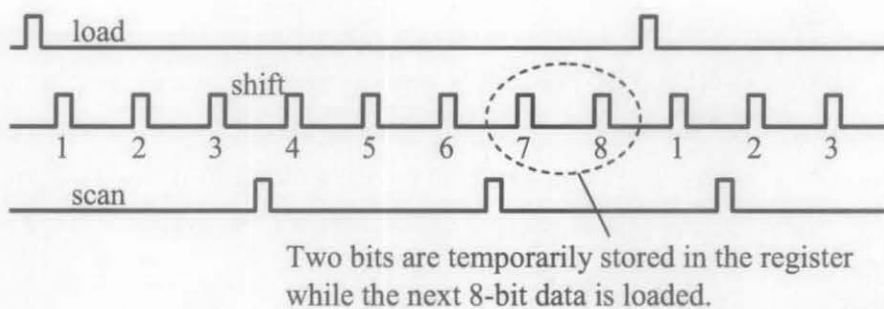 load
shift
1 2 3 4 5 6 7 8 1 2 3
scan
Two bits are temporarily stored in the register
while the next 8-bit data is loaded.